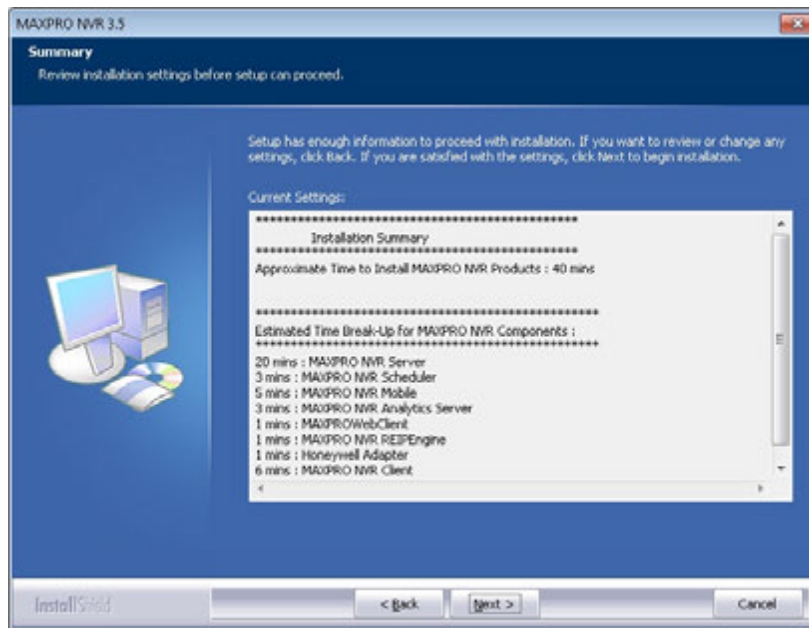 MAXPRO NVR 3.5
Summary
Review installation settings before setup can proceed.
Setup has enough information to proceed with installation. If you want to review or change any
settings, click Back. If you are satisfied with the settings, click Next to begin installation.
Current Settings:
************************************************
Installation Summary
************************************************
Approximate Time to Install MAXPRO NVR Products : 40 mins
***************************************************
Estimated Time Break-Up for MAXPRO NVR Components :
***************************************************
20 mins : MAXPRO NVR Server
3 mins : MAXPRO NVR Scheduler
5 mins : MAXPRO NVR Mobile
3 mins : MAXPRO NVR Analytics Server
1 mins : MAXPROWebClient
1 mins : MAXPRO NVR REIPEngine
1 mins : Honeywell Adapter
6 mins : MAXPRO NVR Client
InstallShield
< Back
Next >
Cancel